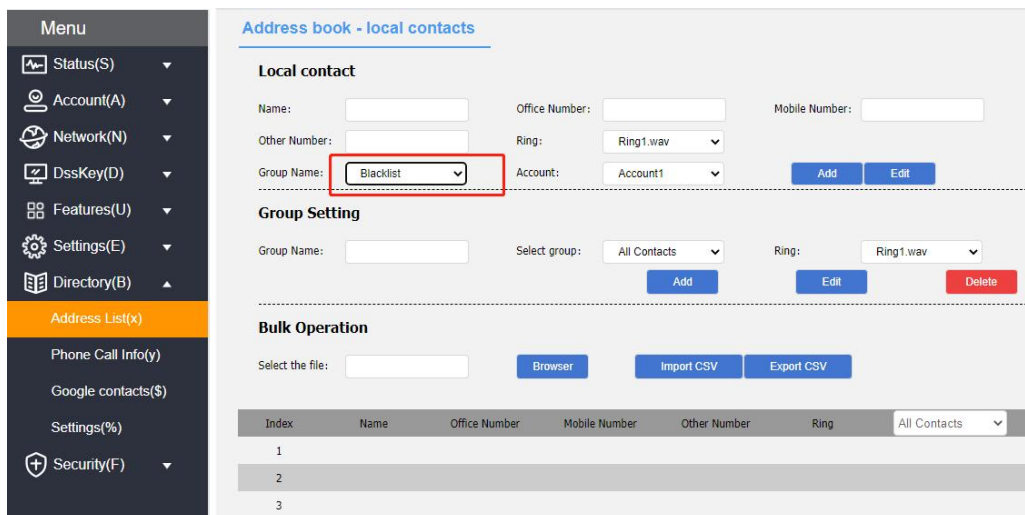 Menu
Status(S)
Account(A)
Network(N)
DssKey(D)
Features(U)
Settings(E)
Directory(B)
Address List(x)
Phone Call Info(y)
Google contacts($)
Settings(%)
Security(F)
Address book - local contacts
Local contact
Name: Office Number: Mobile Number:
Other Number: Ring: Ring1.wav
Group Name: Blacklist Account: Account1 Add Edit
Group Setting
Group Name: Select group: All Contacts Ring: Ring1.wav
Add Edit Delete
Bulk Operation
Select the file: Browser Import CSV Export CSV
Index Name Office Number Mobile Number Other Number Ring All Contacts
1
2
3